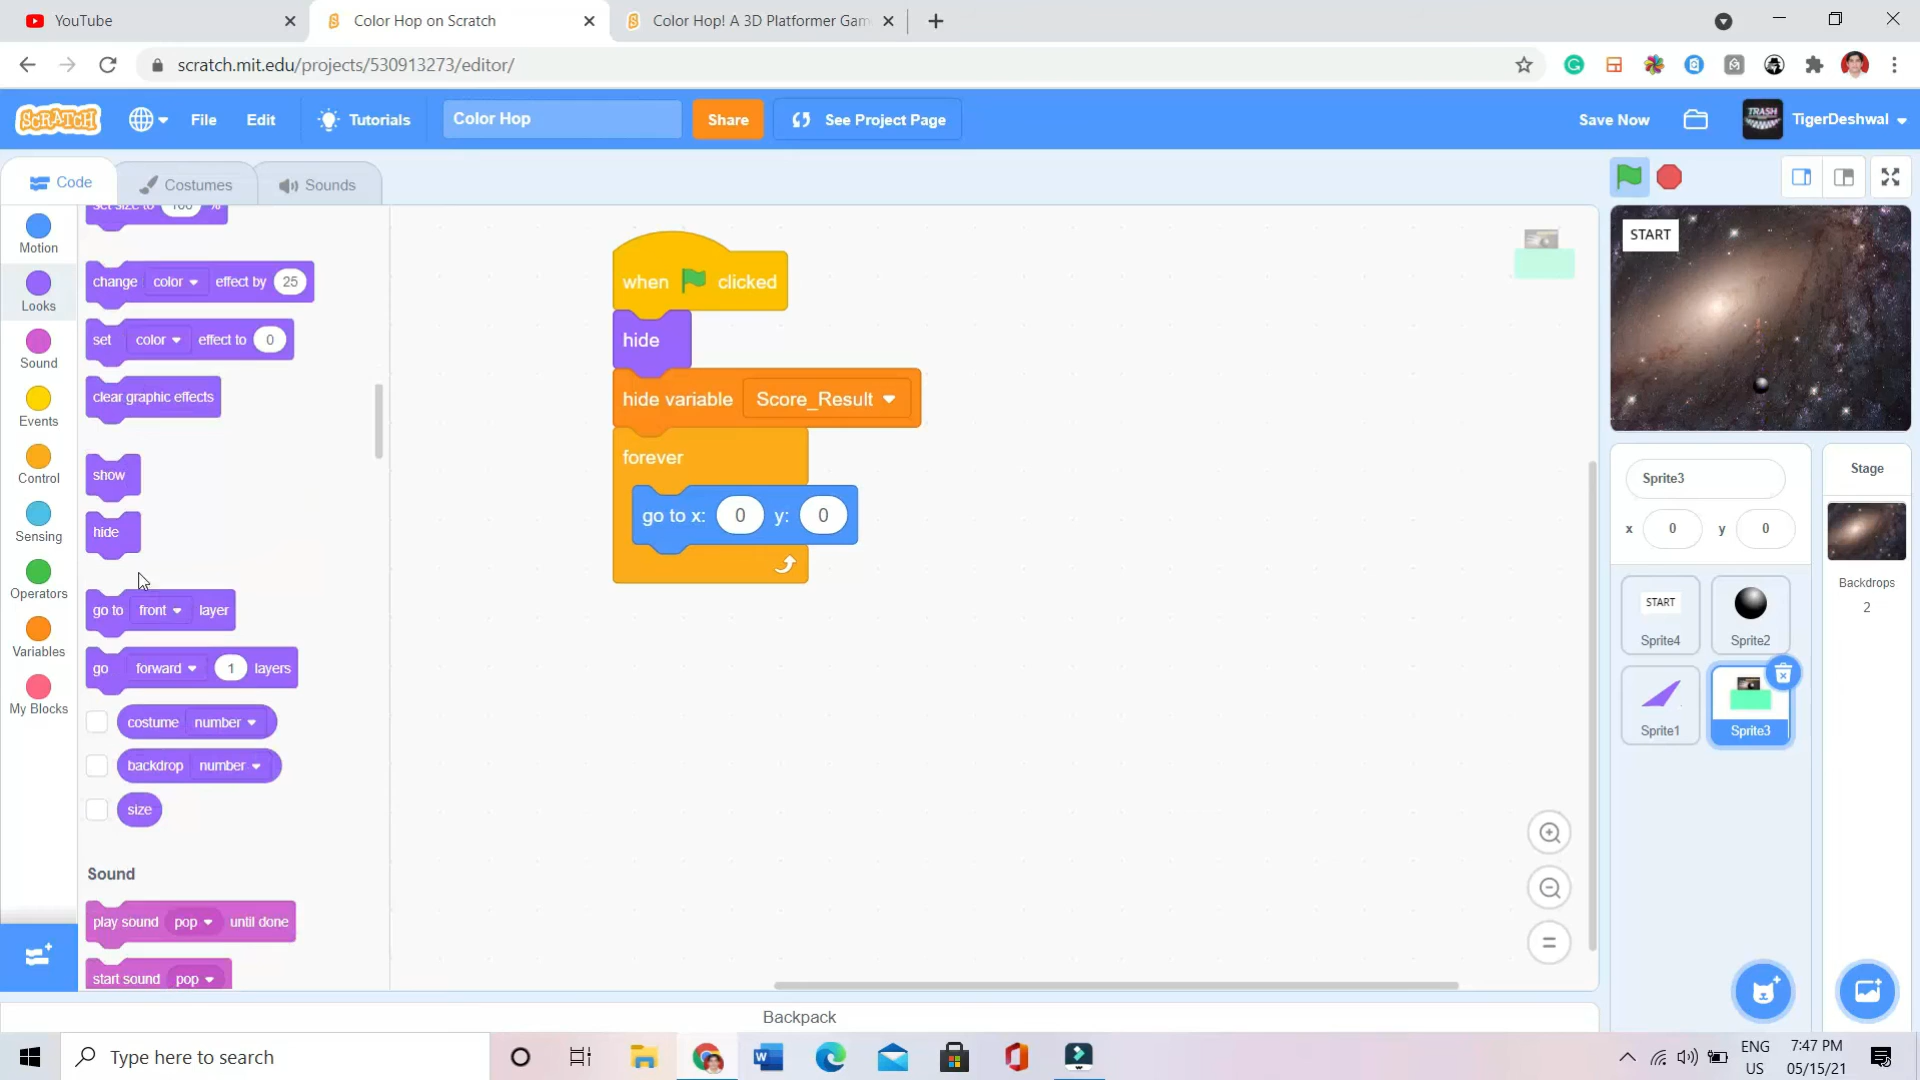 YouTube
Color Hop on Scratch
Color Hop! A 3D Platformer Gam
scratch.mit.edu/projects/530913273/editor/
SCRATCH
File
Edit
Tutorials
Color Hop
Share
See Project Page
Save Now
TRASH
TigerDeshwal
Code
Costumes
Sounds
Motion
Looks
Sound
Events
Control
Sensing
Operators
Variables
My Blocks
set size to 100 %
change color effect by 25
set color effect to 0
clear graphic effects
show
hide
go to front layer
go forward 1 layers
costume number
backdrop number
size
Sound
play sound pop until done
start sound pop
when clicked
hide
hide variable Score_Result
forever
go to x: 0 y: 0
START
Sprite3
x 0 y 0
START
Sprite4
Sprite2
Sprite1
Sprite3
Stage
Backdrops
2
Backpack
Type here to search
ENG
US
7:47 PM
05/15/21